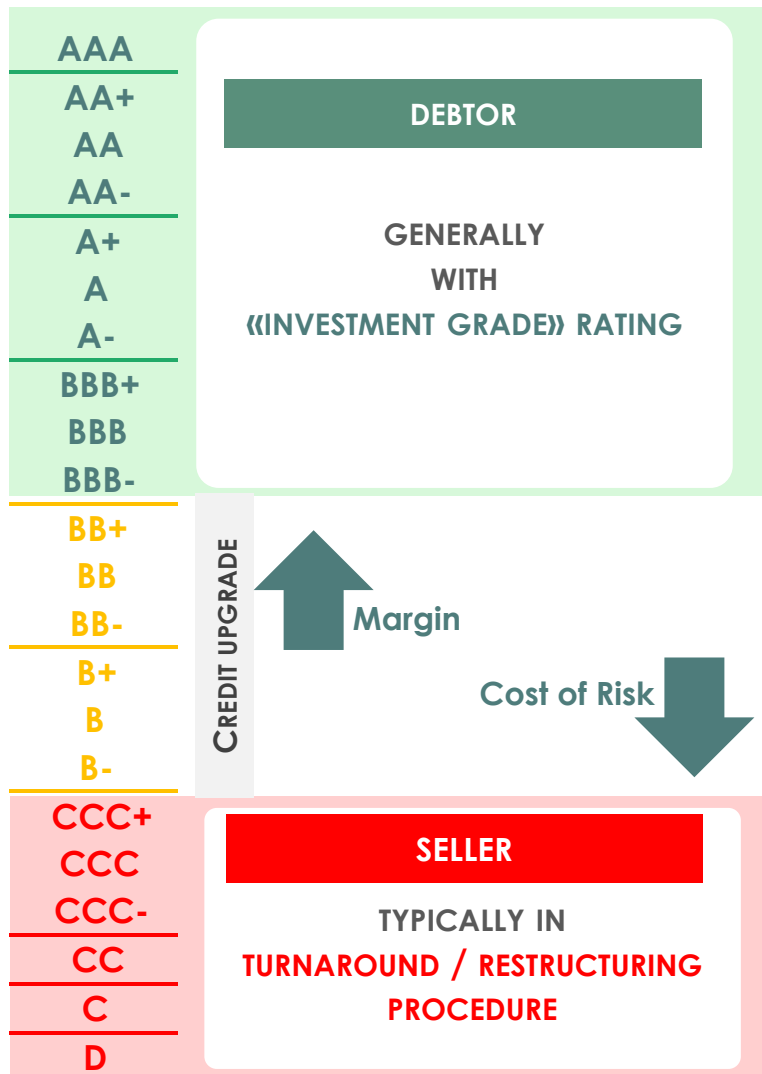 AAA
AA+
AA
AA-
A+
A
A-
BBB+
BBB
BBB-
BB+
BB
BB-
B+
B
B-
CCC+
CCC
CCC-
CC
C
D
DEBTOR
GENERALLY
WITH
«INVESTMENT GRADE» RATING
CREDIT UPGRADE
Margin
Cost of Risk
SELLER
TYPICALLY IN
TURNAROUND / RESTRUCTURING
PROCEDURE